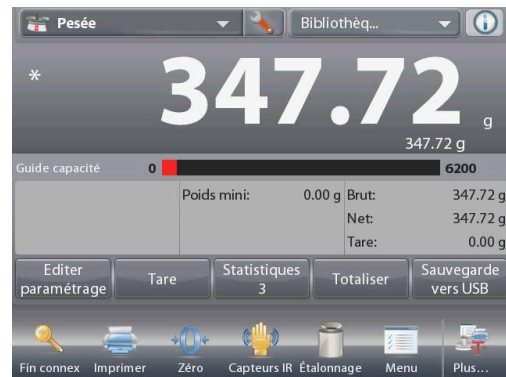 Pesée Bibliothèq...
* 347.72 g
347.72 g
Guide capacité 0 6200
Poids mini: 0.00 g Brut: 347.72 g
Net: 347.72 g
Tare: 0.00 g
Editer paramétrage Tare Statistiques 3 Totaliser Sauvegarde vers USB
Fin connex Imprimer Zéro Capteurs IR Étalonnage Menu Plus...